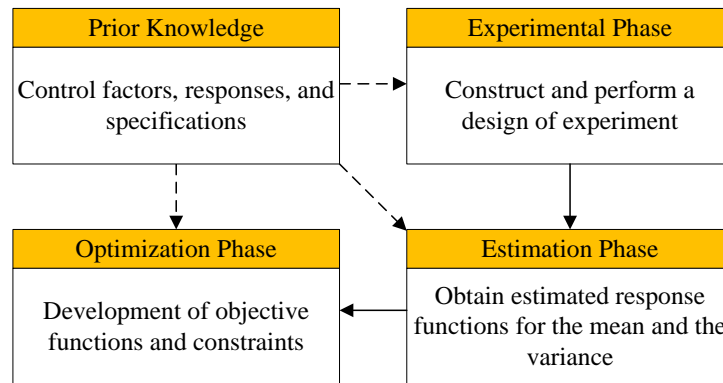 Prior Knowledge
Control factors, responses, and
specifications
Experimental Phase
Construct and perform a
design of experiment
Optimization Phase
Development of objective
functions and constraints
Estimation Phase
Obtain estimated response
functions for the mean and the
variance